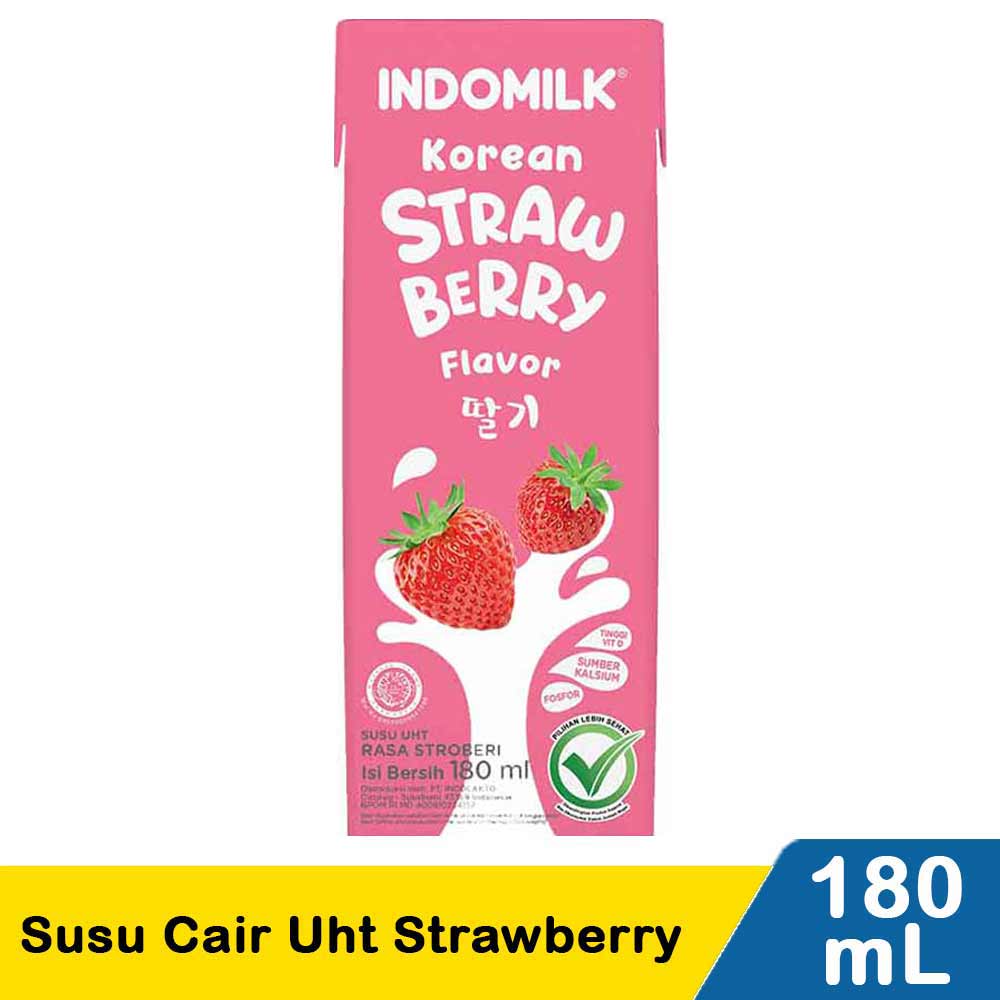 INDOMILK®
Korean
STRAW
BERRY
Flavor
딸기
TINGGI
VIT D
SUMBER
KALSIUM
FOSFOR
PILIHAN LEBIH SEHAT
SUSU UHT
RASA STROBERI
Isi Bersih 180 ml
Susu Cair Uht Strawberry
180
mL